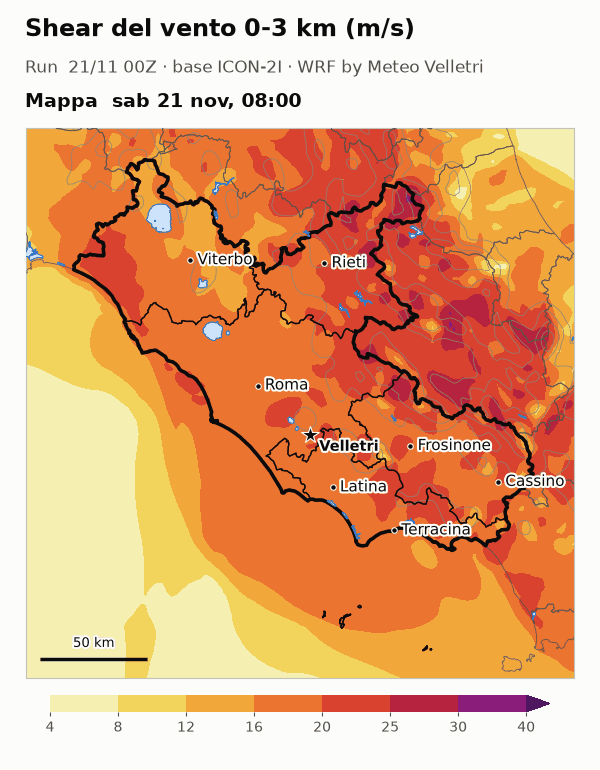 Shear del vento 0-3 km (m/s)
Run  21/11 00Z · base ICON-2I · WRF by Meteo Velletri
Mappa  sab 21 nov, 08:00
Viterbo
Rieti
Roma
Velletri
Frosinone
Cassino
Latina
Terracina
50 km
4 8 12 16 20 25 30 40